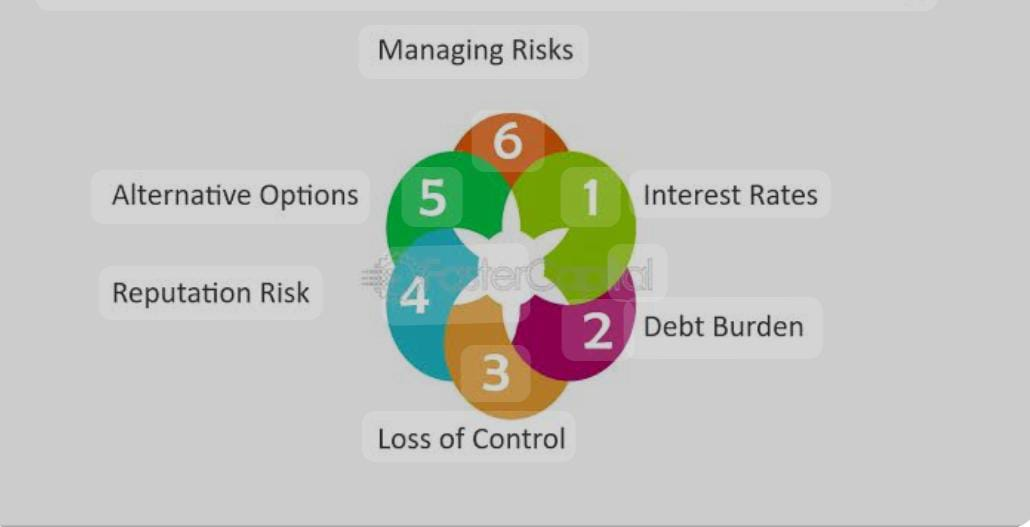 Managing Risks
6
Alternative Options
5
1
Interest Rates
FasterCapital
Reputation Risk
4
2
Debt Burden
3
Loss of Control